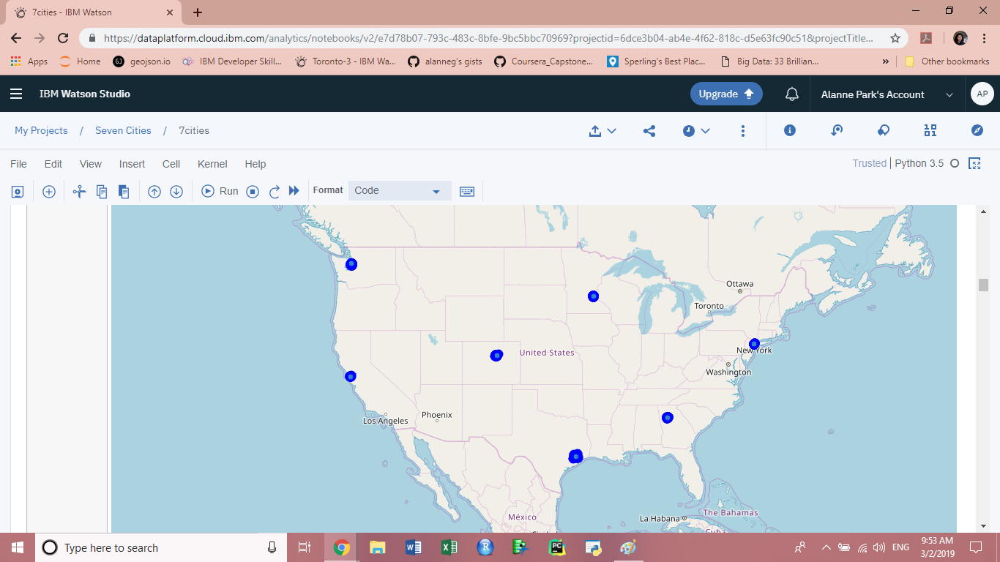 7cities - IBM Watson
https://dataplatform.cloud.ibm.com/analytics/notebooks/v2/e7d78b07-793c-483c-8bfe-9bc5bbc70969?projectid=6dce3b04-ab4e-4f62-818c-d5e63fc90c51&projectTitle...
Apps Home GJ geojson.io IBM Developer Skill... Toronto-3 - IBM Wa... alanneg's gists Coursera_Capstone... Sperling's Best Plac... Big Data: 33 Brillian... » Other bookmarks
IBM Watson Studio Upgrade Alanne Park's Account AP
My Projects / Seven Cities / 7cities
File Edit View Insert Cell Kernel Help Trusted | Python 3.5
Run Format Code
Ottawa
Toronto
United States
New York
Washington
Phoenix
Los Angeles
The Bahamas
México
La Habana
Cuba
Type here to search
ENG
9:53 AM
3/2/2019